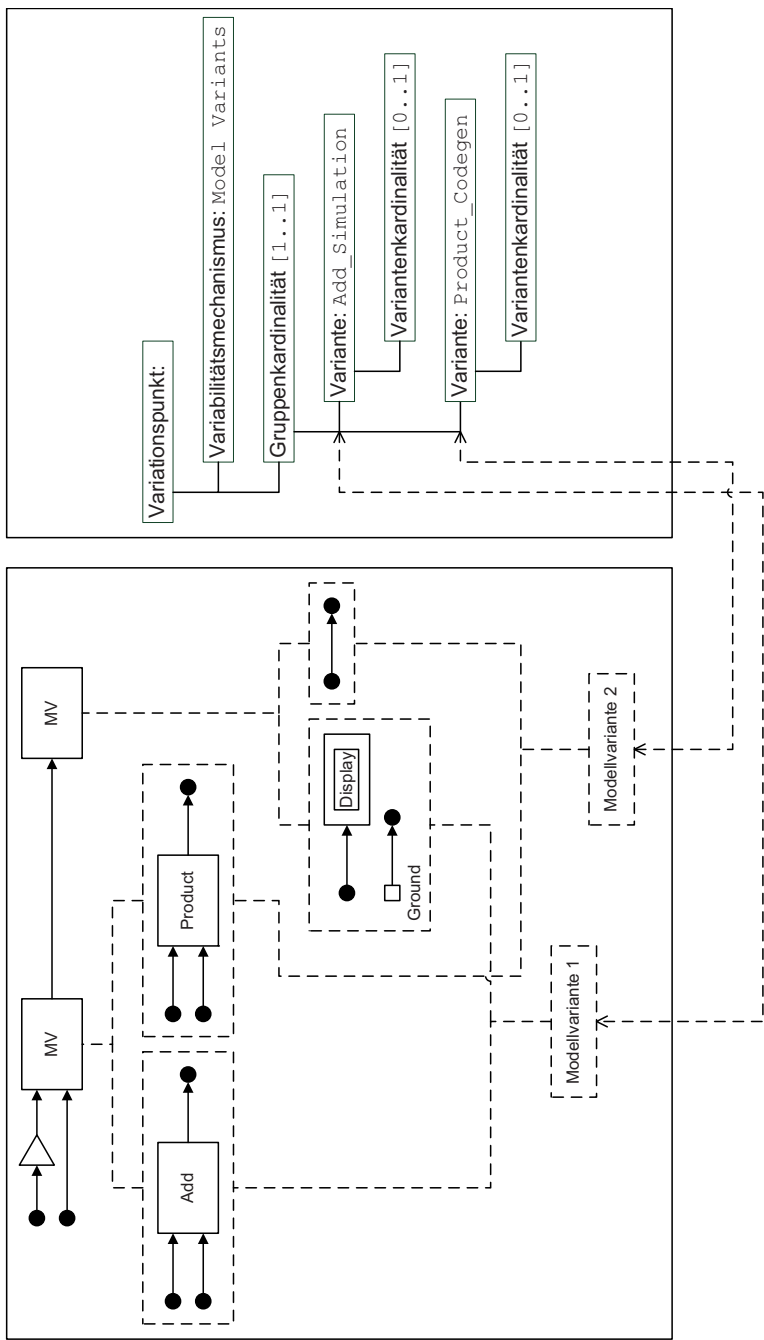 MV
MV
Add
Product
Display
Ground
Modellvariante 1
Modellvariante 2
Variationspunkt:
Variabilitätsmechanismus: Model Variants
Gruppenkardinalität [1..1]
Variante: Add_Simulation
Variantenkardinalität [0..1]
Variante: Product_Codegen
Variantenkardinalität [0..1]